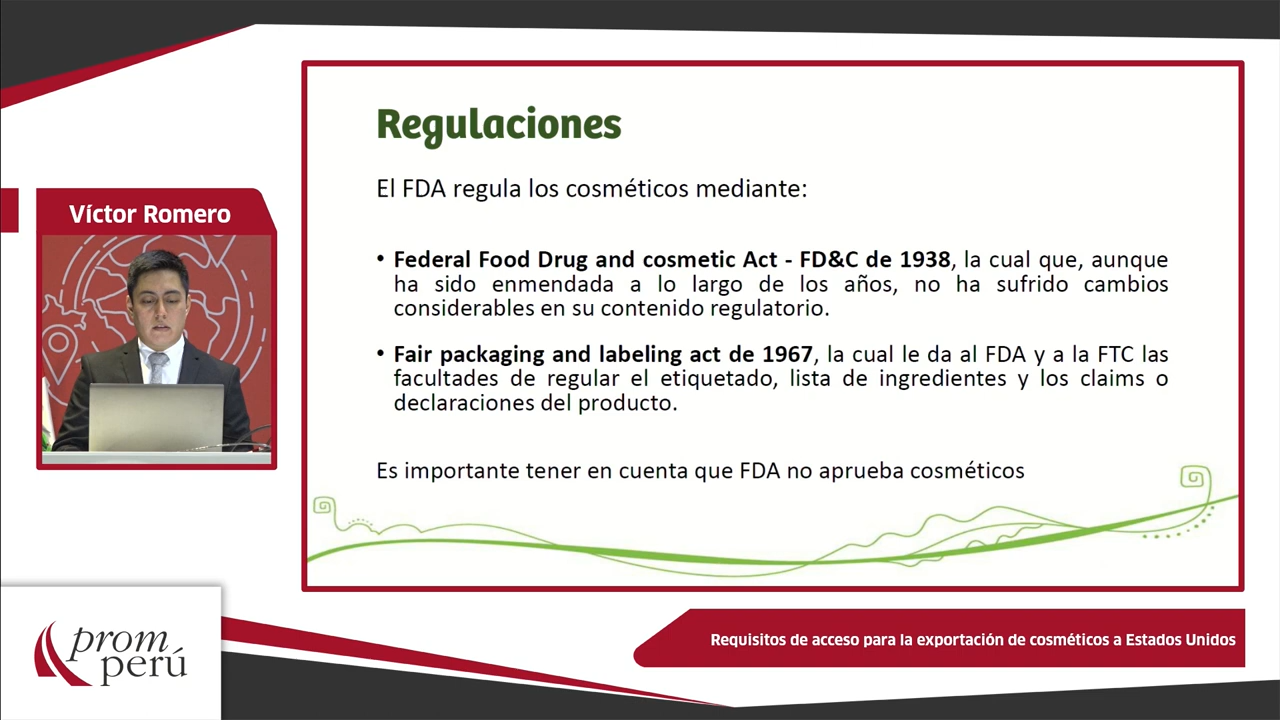 Regulaciones
El FDA regula los cosméticos mediante:
• Federal Food Drug and cosmetic Act - FD&C de 1938, la cual que, aunque
ha sido enmendada a lo largo de los años, no ha sufrido cambios
considerables en su contenido regulatorio.
• Fair packaging and labeling act de 1967, la cual le da al FDA y a la FTC las
facultades de regular el etiquetado, lista de ingredientes y los claims o
declaraciones del producto.
Es importante tener en cuenta que FDA no aprueba cosméticos
Víctor Romero
prom
perú
Requisitos de acceso para la exportación de cosméticos a Estados Unidos